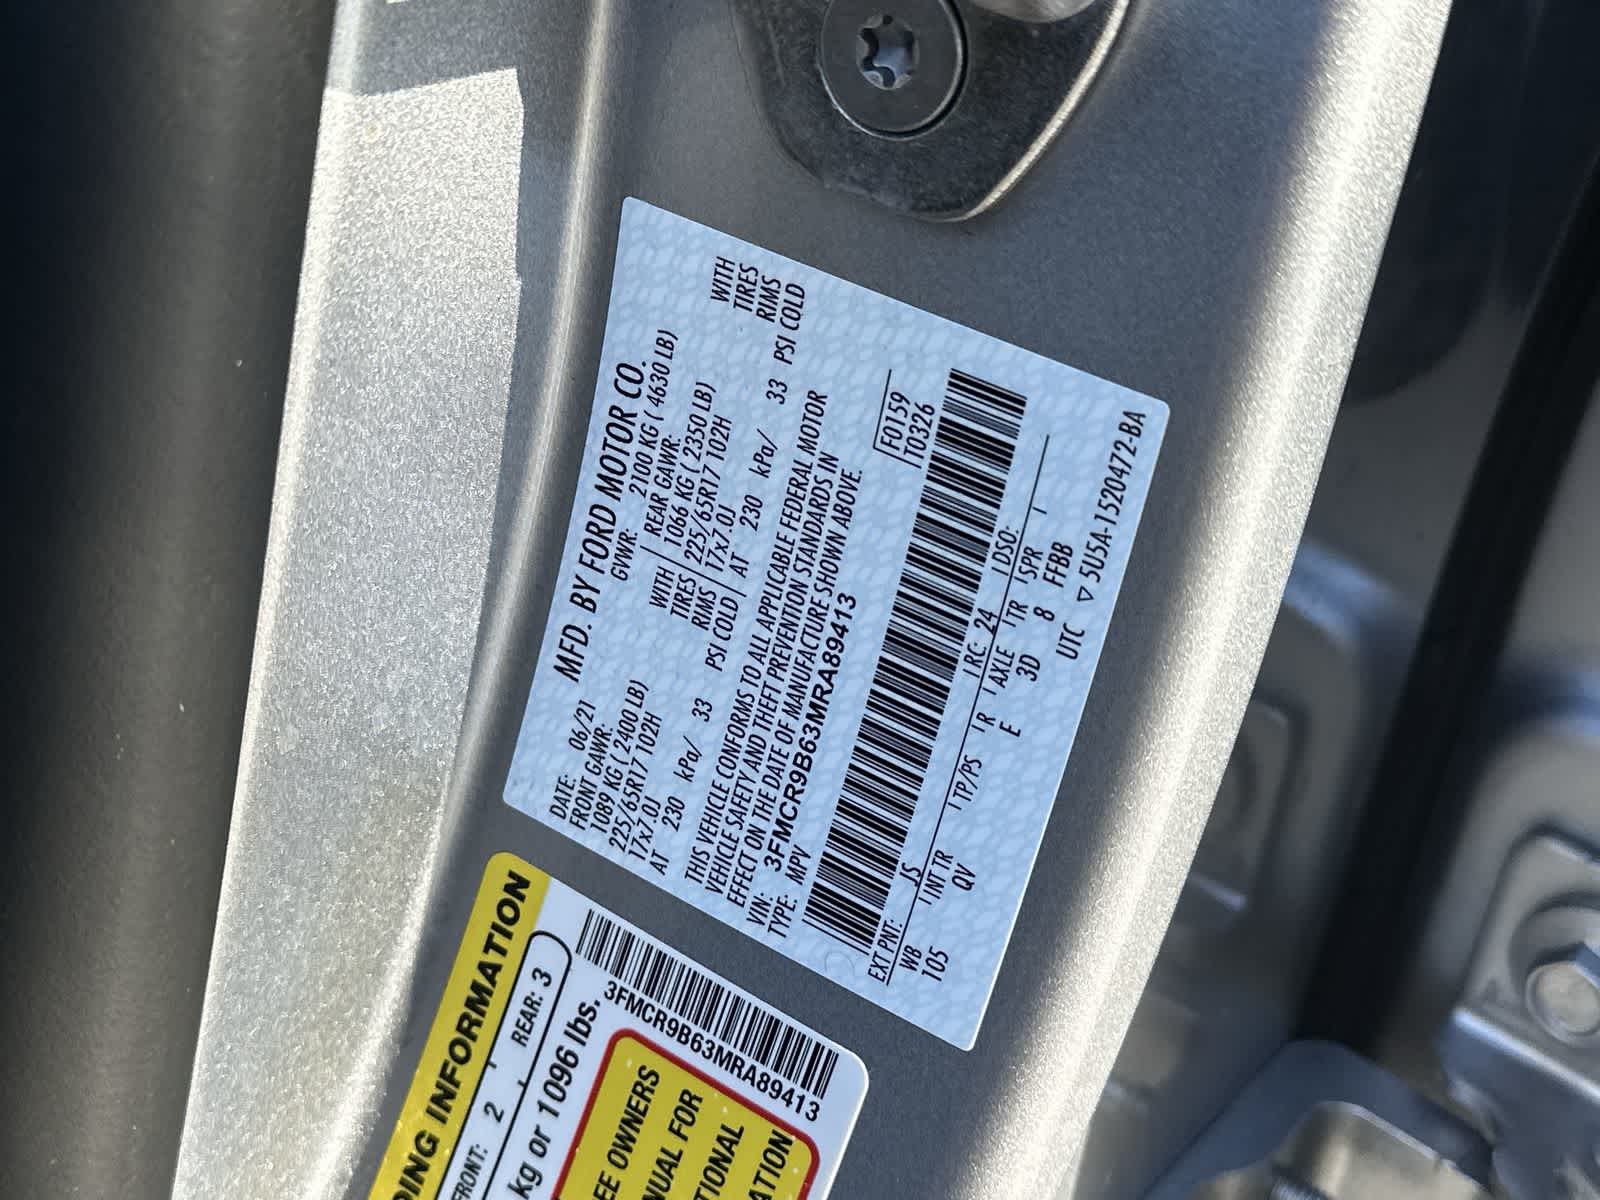 MFD. BY FORD MOTOR CO.
DATE: 06/21 GVWR: 2100 KG ( 4630 LB)
FRONT GAWR: REAR GAWR:
1089 KG ( 2400 LB) WITH 1066 KG ( 2350 LB) WITH
225/65R17 102H TIRES 225/65R17 102H TIRES
17x7.0J RIMS 17x7.0J RIMS
AT 230 kPa/ 33 PSI COLD AT 230 kPa/ 33 PSI COLD
THIS VEHICLE CONFORMS TO ALL APPLICABLE FEDERAL MOTOR
VEHICLE SAFETY AND THEFT PREVENTION STANDARDS IN
EFFECT ON THE DATE OF MANUFACTURE SHOWN ABOVE.
VIN: 3FMCR9B63MRA89413
TYPE: MPV
F0159
T0326
EXT PNT: JS RC: 24 DSO:
WB INT TR TP/PS R AXLE TR SPR
105 QV E 3D 8 FFBB
UTC ▽ 5U5A-1520472-BA
DING INFORMATION
FRONT: 2 REAR: 3
kg or 1096 lbs.
3FMCR9B63MRA89413
EE OWNERS
NUAL FOR
TIONAL
ATION